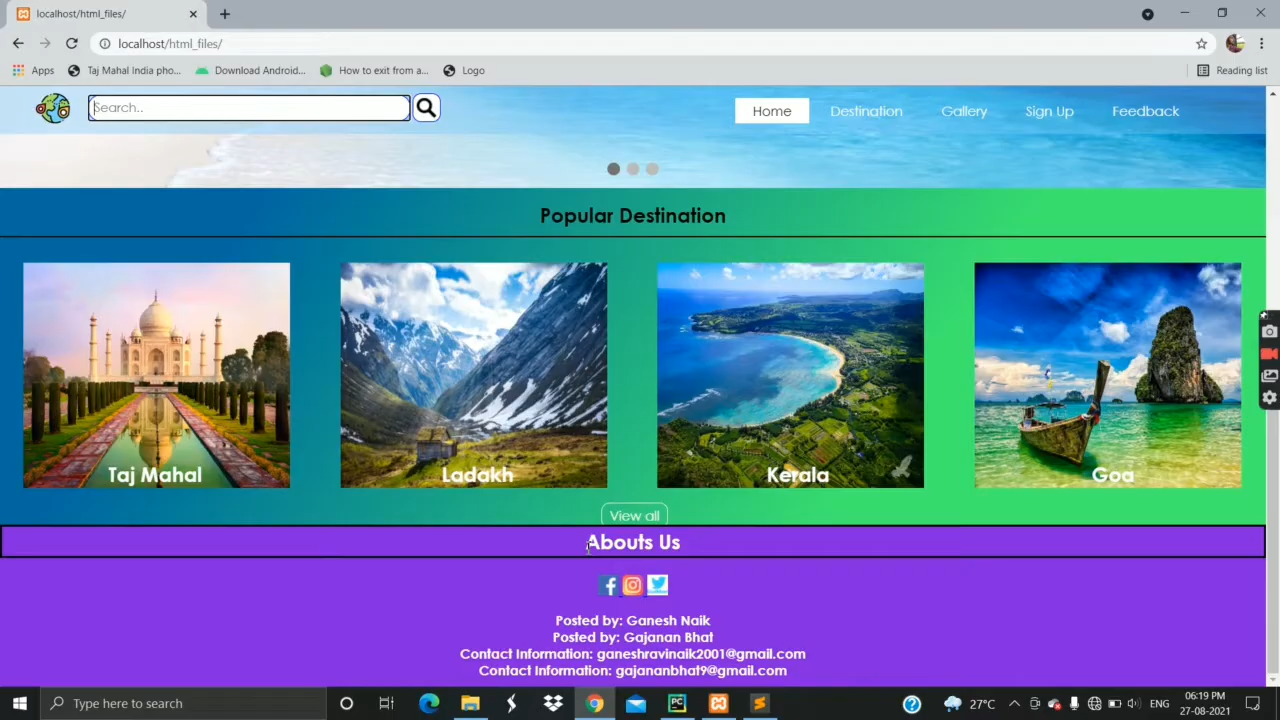 localhost/html_files/
localhost/html_files/
Apps
Taj Mahal India pho...
Download Android...
How to exit from a...
Logo
Reading list
Search..
Home
Destination
Gallery
Sign Up
Feedback
Popular Destination
Taj Mahal
Ladakh
Kerala
Goa
View all
Abouts Us
Posted by: Ganesh Naik
Posted by: Gajanan Bhat
Contact Information: ganeshravinaik2001@gmail.com
Contact Information: gajananbhat9@gmail.com
Type here to search
PC
27°C
06:19 PM
27-08-2021